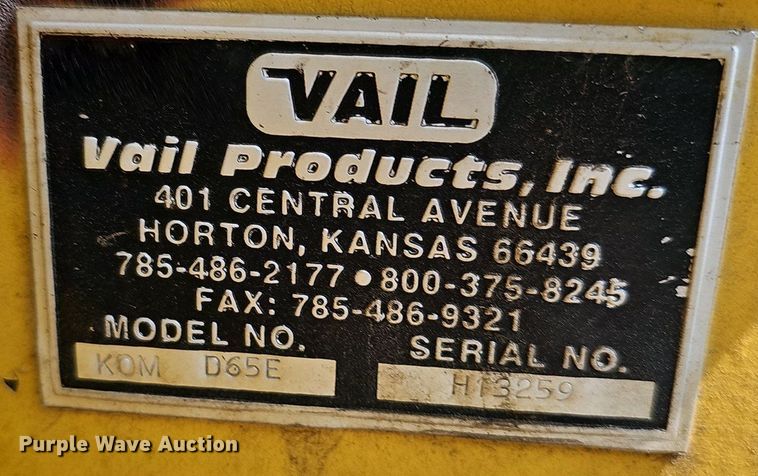 VAIL
Vail Products, Inc.
401 CENTRAL AVENUE
HORTON, KANSAS 66439
785-486-2177 • 800-375-8245
FAX: 785-486-9321
MODEL NO. SERIAL NO.
KOM D65E H13259
Purple Wave Auction